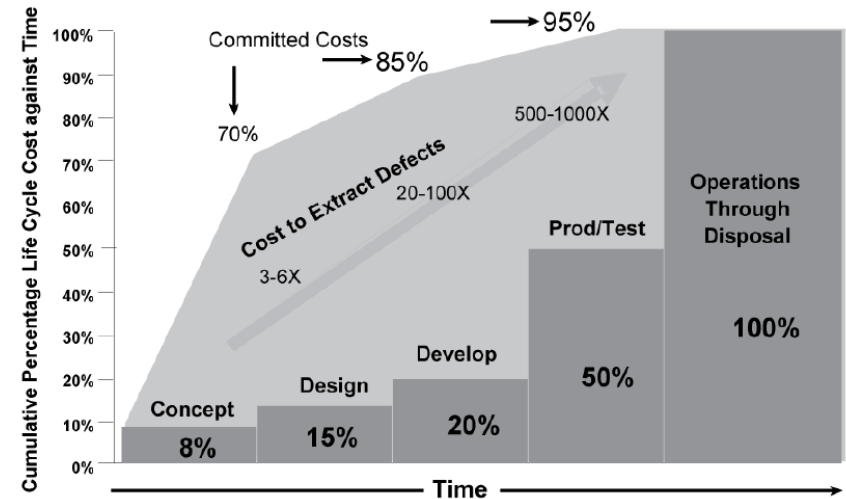 Cumulative Percentage Life Cycle Cost against Time
100%
90%
80%
70%
60%
50%
40%
30%
20%
10%
0%
Committed Costs
70%
85%
95%
Cost to Extract Defects
3-6X
20-100X
500-1000X
Concept
8%
Design
15%
Develop
20%
Prod/Test
50%
Operations
Through
Disposal
100%
Time